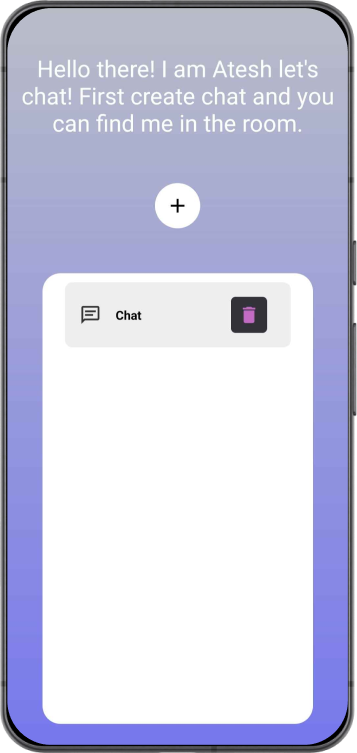 Hello there! I am Atesh let's
chat! First create chat and you
can find me in the room.
+
Chat